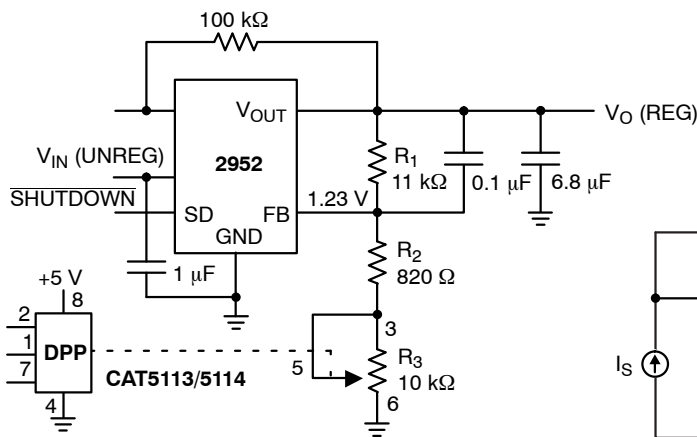 100 kΩ
V_OUT
V_O (REG)
V_IN (UNREG)
2952
R_1
11 kΩ
0.1 µF
6.8 µF
SHUTDOWN
SD
FB
1.23 V
GND
R_2
820 Ω
1 µF
+5 V
8
2
1
7
DPP
4
CAT5113/5114
3
5
R_3
10 kΩ
6
I_S